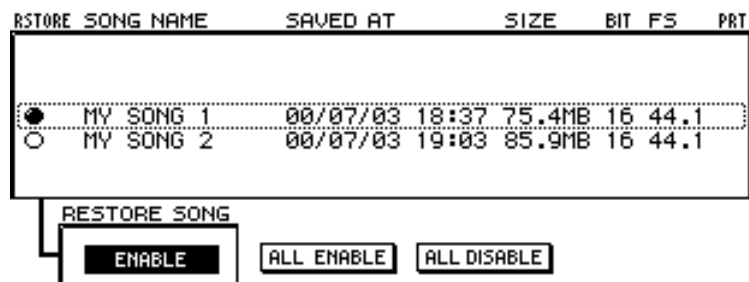 RSTORE SONG NAME SAVED AT SIZE BIT FS PRT
MY SONG 1 00/07/03 18:37 75.4MB 16 44.1
MY SONG 2 00/07/03 19:03 85.9MB 16 44.1
RESTORE SONG
ENABLE ALL ENABLE ALL DISABLE